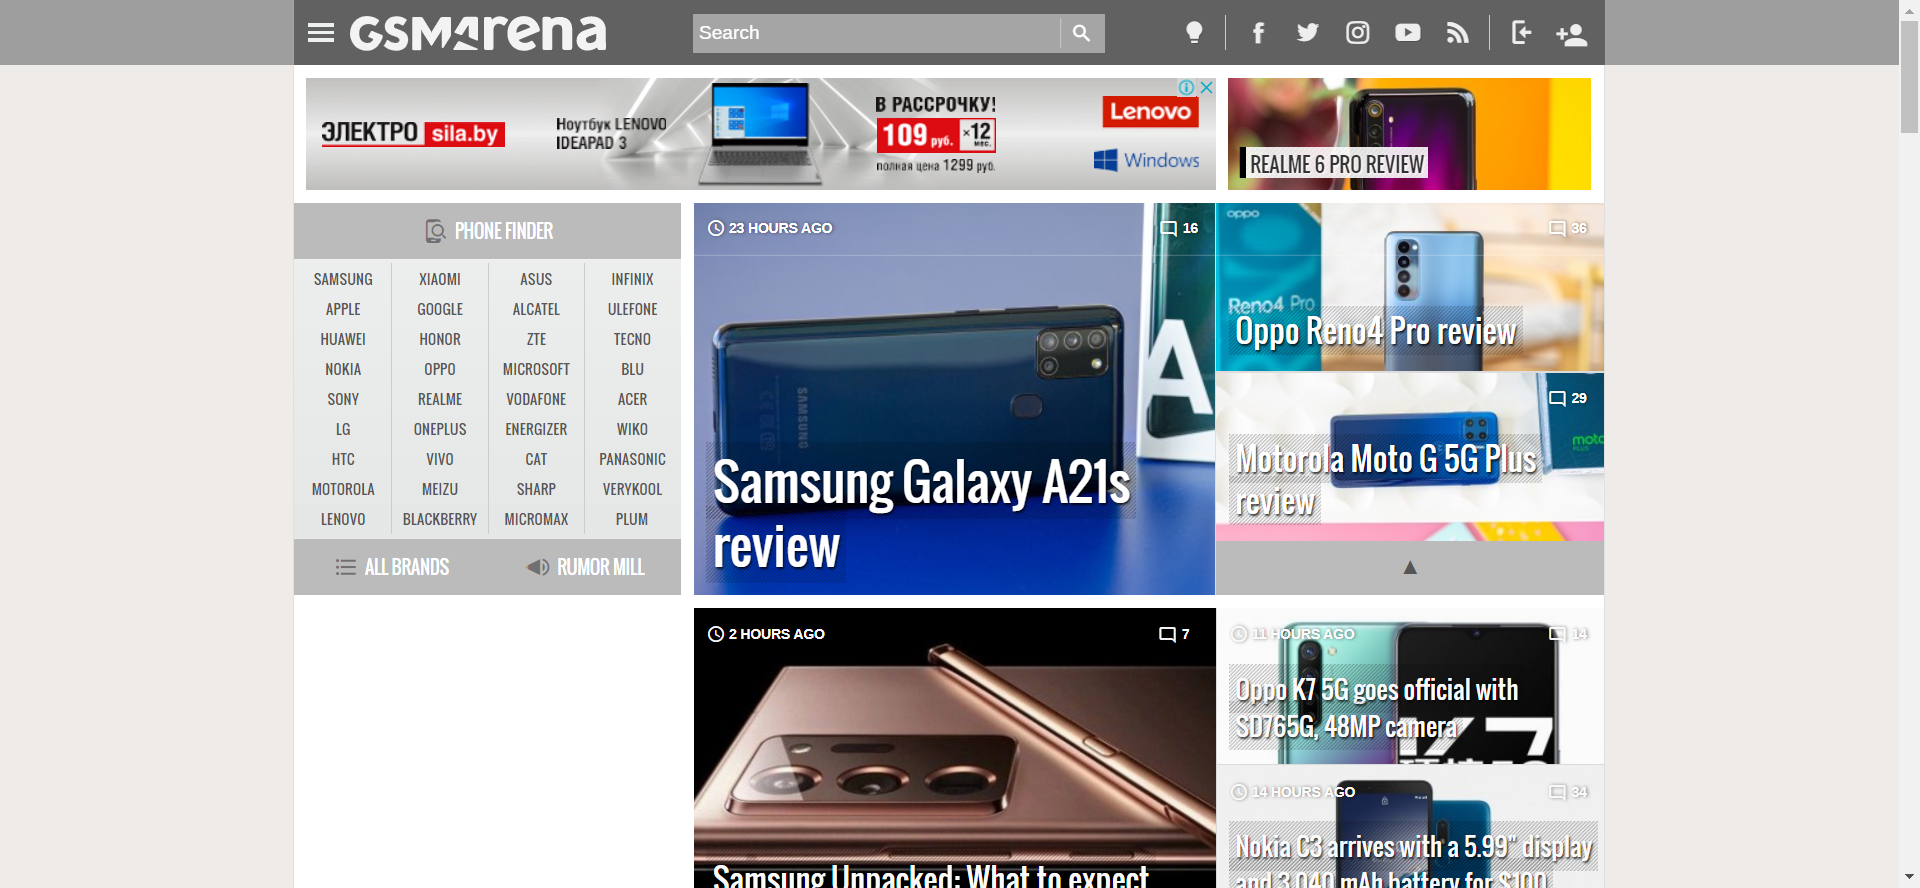 GSMArena
Search
ЭЛЕКТРО sila.by
Ноутбук LENOVO
IDEAPAD 3
В РАССРОЧКУ!
109 руб. ×12 мес.
полная цена 1299 руб.
Lenovo
Windows
REALME 6 PRO REVIEW
PHONE FINDER
SAMSUNG XIAOMI ASUS INFINIX
APPLE GOOGLE ALCATEL ULEFONE
HUAWEI HONOR ZTE TECNO
NOKIA OPPO MICROSOFT BLU
SONY REALME VODAFONE ACER
LG ONEPLUS ENERGIZER WIKO
HTC VIVO CAT PANASONIC
MOTOROLA MEIZU SHARP VERYKOOL
LENOVO BLACKBERRY MICROMAX PLUM
ALL BRANDS RUMOR MILL
23 HOURS AGO 16
SAMSUNG
A
Samsung Galaxy A21s
review
oppo
36
Reno4 Pro
Oppo Reno4 Pro review
29
moto
PLUS
Motorola Moto G 5G Plus
review
2 HOURS AGO 7
Samsung Unpacked: What to expect
11 HOURS AGO 14
Oppo K7 5G goes official with
SD765G, 48MP camera
14 HOURS AGO 34
Nokia C3 arrives with a 5.99" display
and 3,040 mAh battery for $100